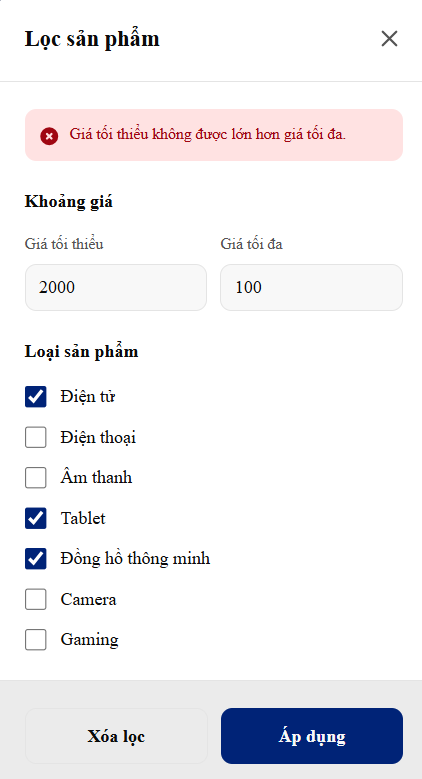 Lọc sản phẩm
Giá tối thiểu không được lớn hơn giá tối đa.
Khoảng giá
Giá tối thiểu Giá tối đa
2000 100
Loại sản phẩm
Điện tử
Điện thoại
Âm thanh
Tablet
Đồng hồ thông minh
Camera
Gaming
Xóa lọc Áp dụng